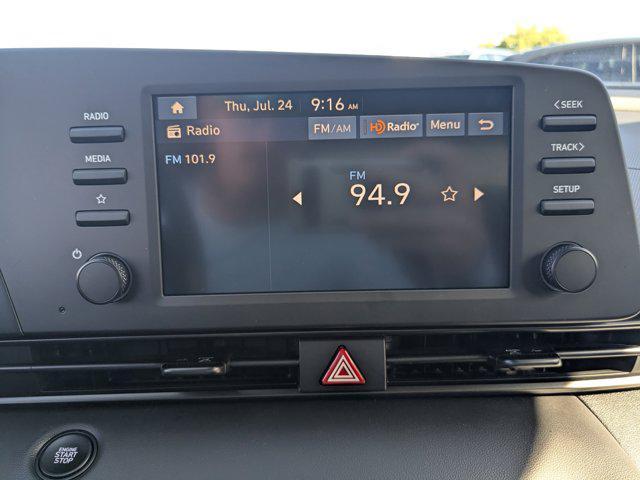 RADIO
MEDIA
Thu, Jul. 24 9:16 AM
Radio FM/AM HD Radio Menu
FM 101.9
FM
94.9
< SEEK
TRACK >
SETUP
ENGINE
START
STOP